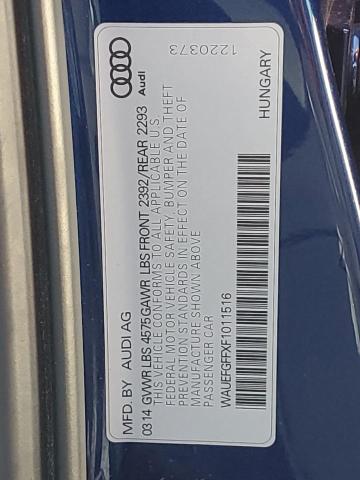 MFD. BY AUDI AG
0314 GVWR LBS 4575 GAWR LBS FRONT 2392/REAR 2293
THIS VEHICLE CONFORMS TO ALL APPLICABLE U.S.
FEDERAL MOTOR VEHICLE SAFETY, BUMPER AND THEFT
PREVENTION STANDARDS IN EFFECT ON THE DATE OF
MANUFACTURE SHOWN ABOVE
PASSENGER CAR
WAUEFGFFXF1011516
HUNGARY
Audi
1220373